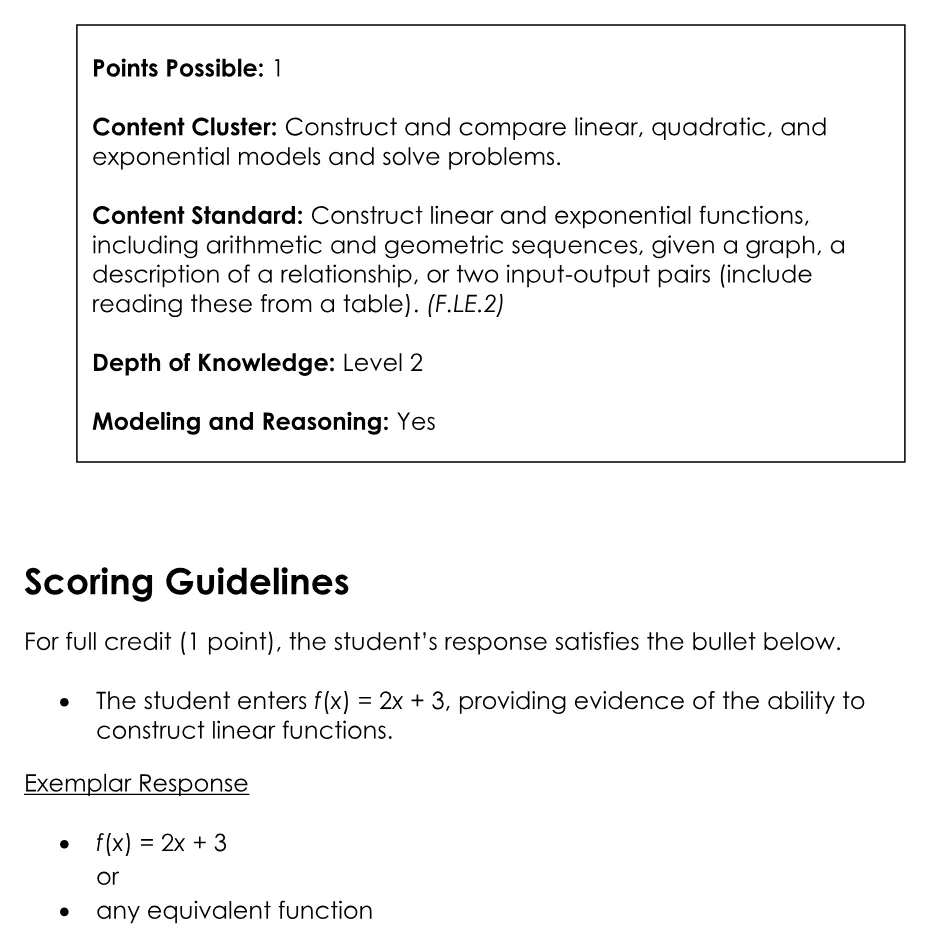 Points Possible: 1
Content Cluster: Construct and compare linear, quadratic, and
exponential models and solve problems.
Content Standard: Construct linear and exponential functions,
including arithmetic and geometric sequences, given a graph, a
description of a relationship, or two input-output pairs (include
reading these from a table). (F.LE.2)
Depth of Knowledge: Level 2
Modeling and Reasoning: Yes
Scoring Guidelines
For full credit (1 point), the student’s response satisfies the bullet below.
• The student enters f(x) = 2x + 3, providing evidence of the ability to
construct linear functions.
Exemplar Response
• f(x) = 2x + 3
or
• any equivalent function